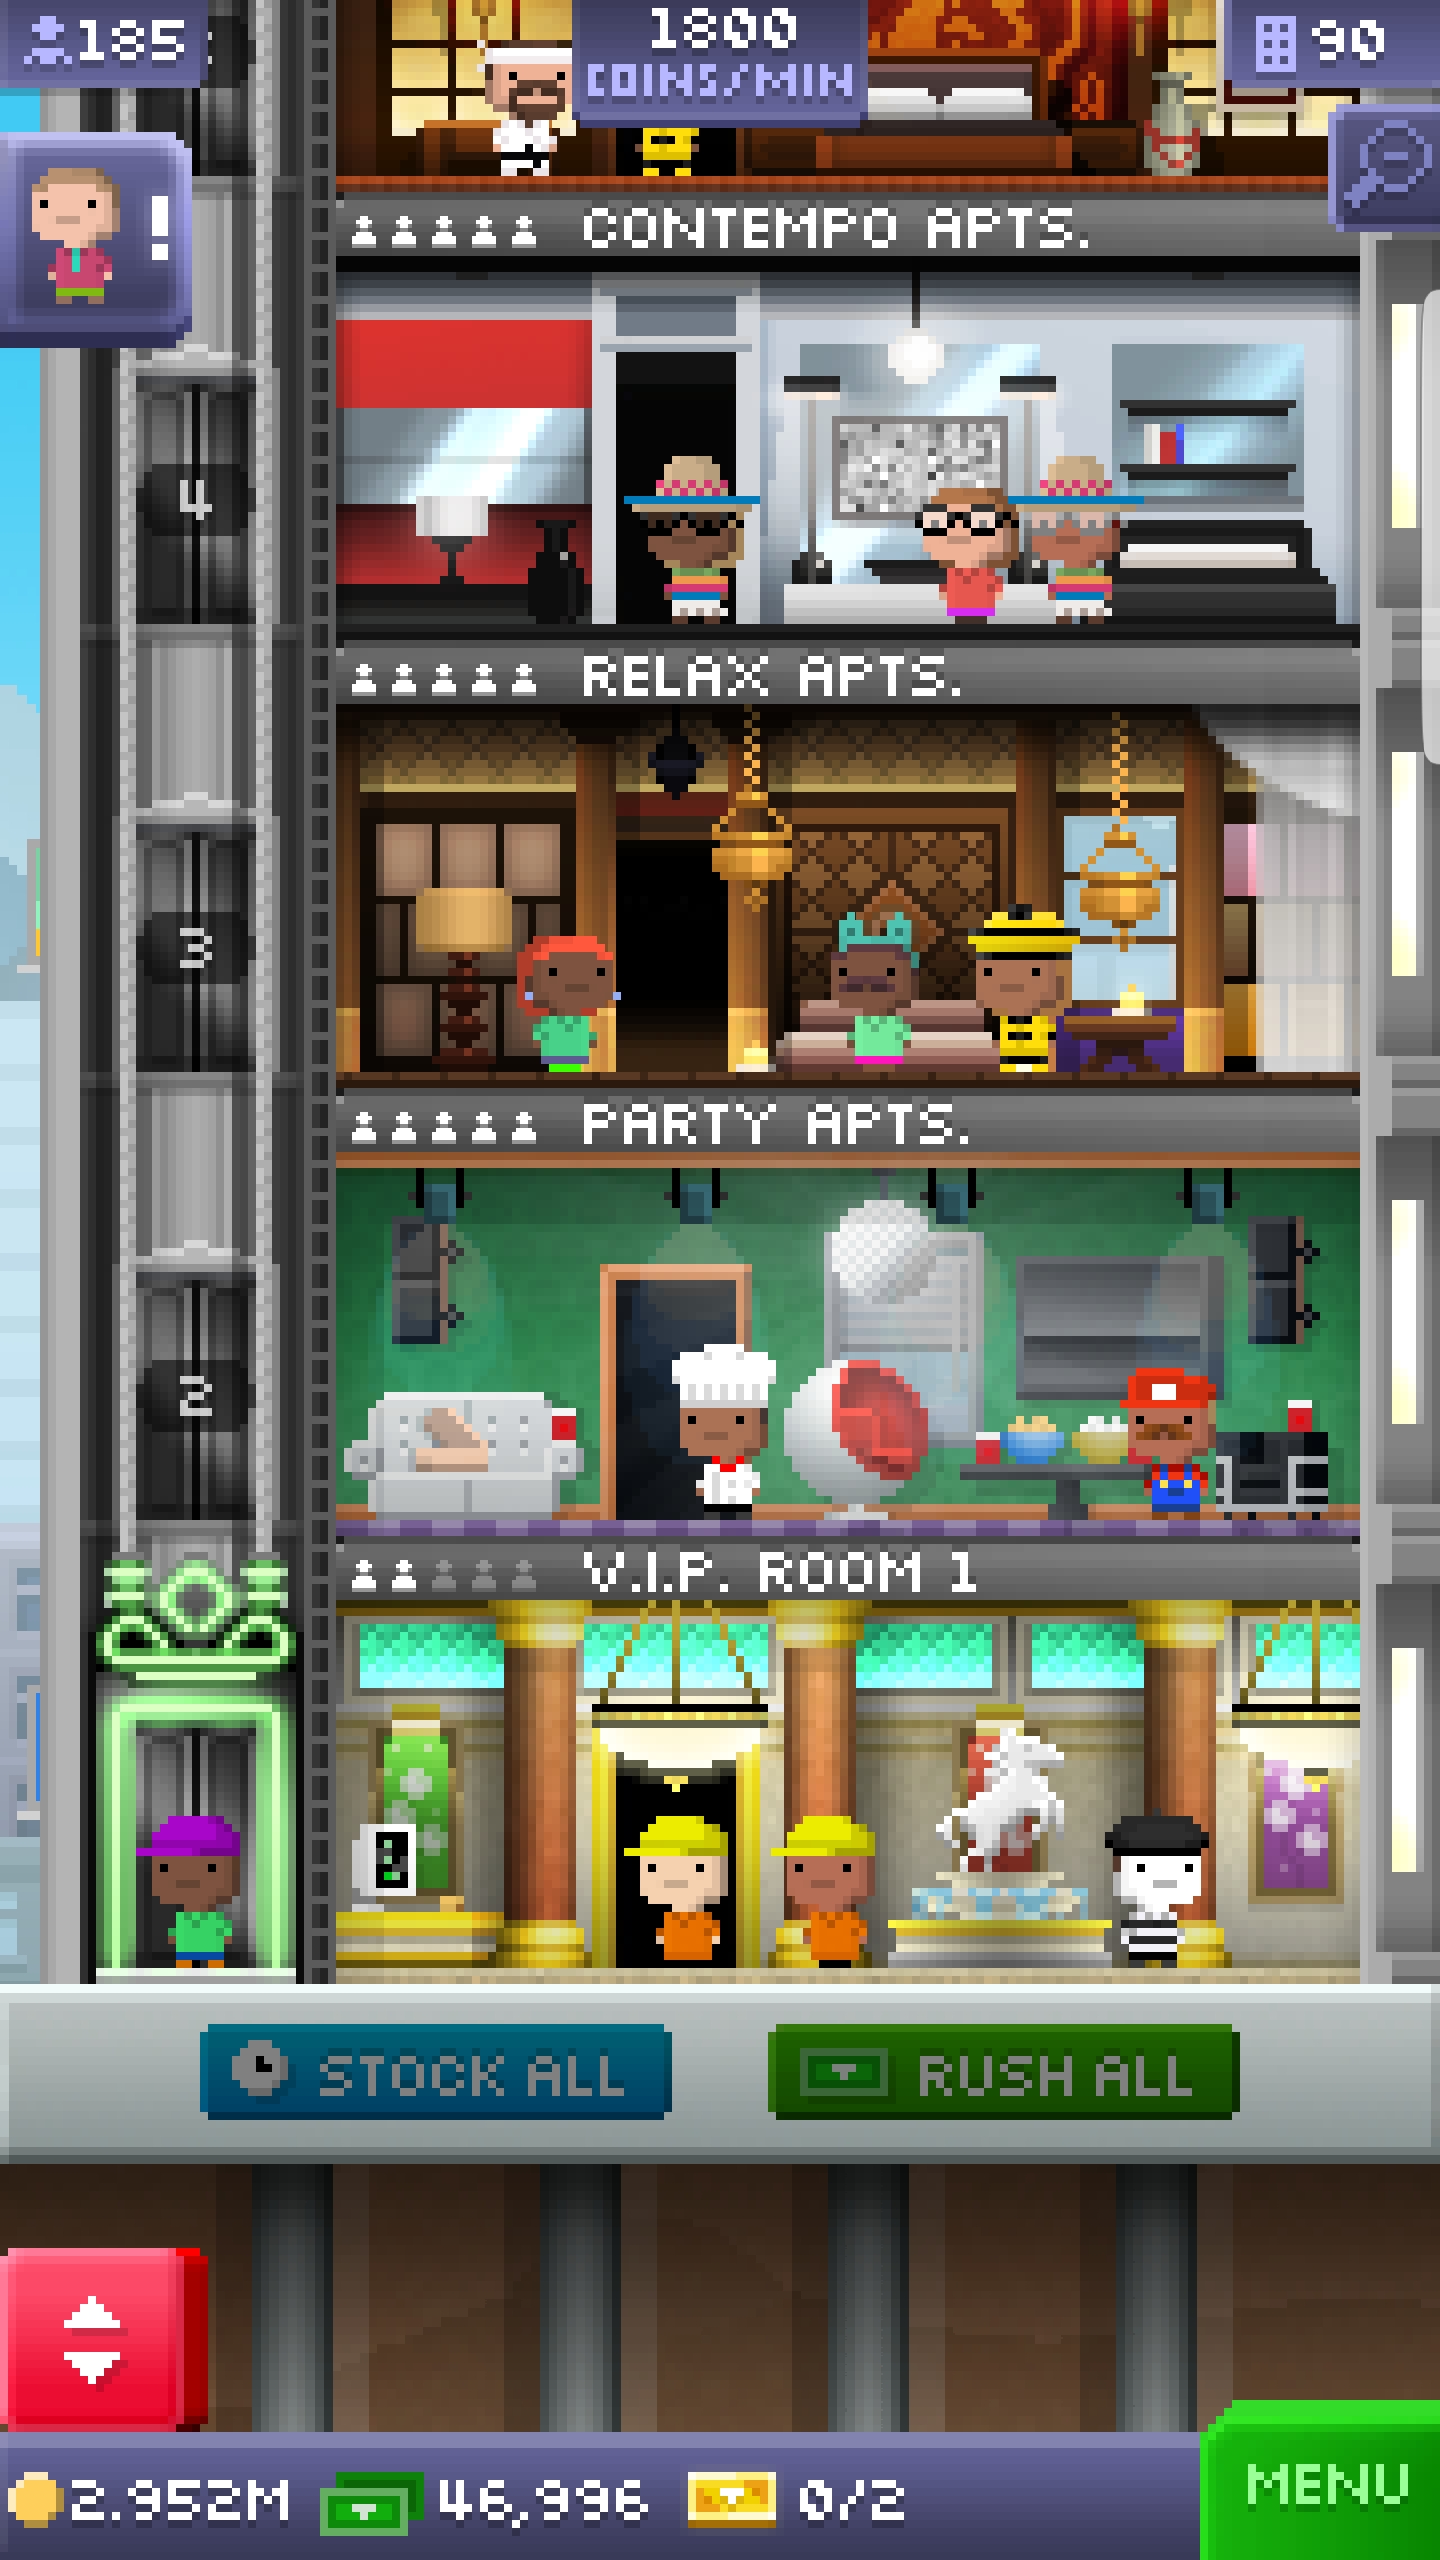 185
1800
COINS/MIN
90
!
CONTEMPO APTS.
4
RELAX APTS.
3
PARTY APTS.
2
V.I.P. ROOM 1
STOCK ALL
RUSH ALL
2.952M
46,996
0/2
MENU